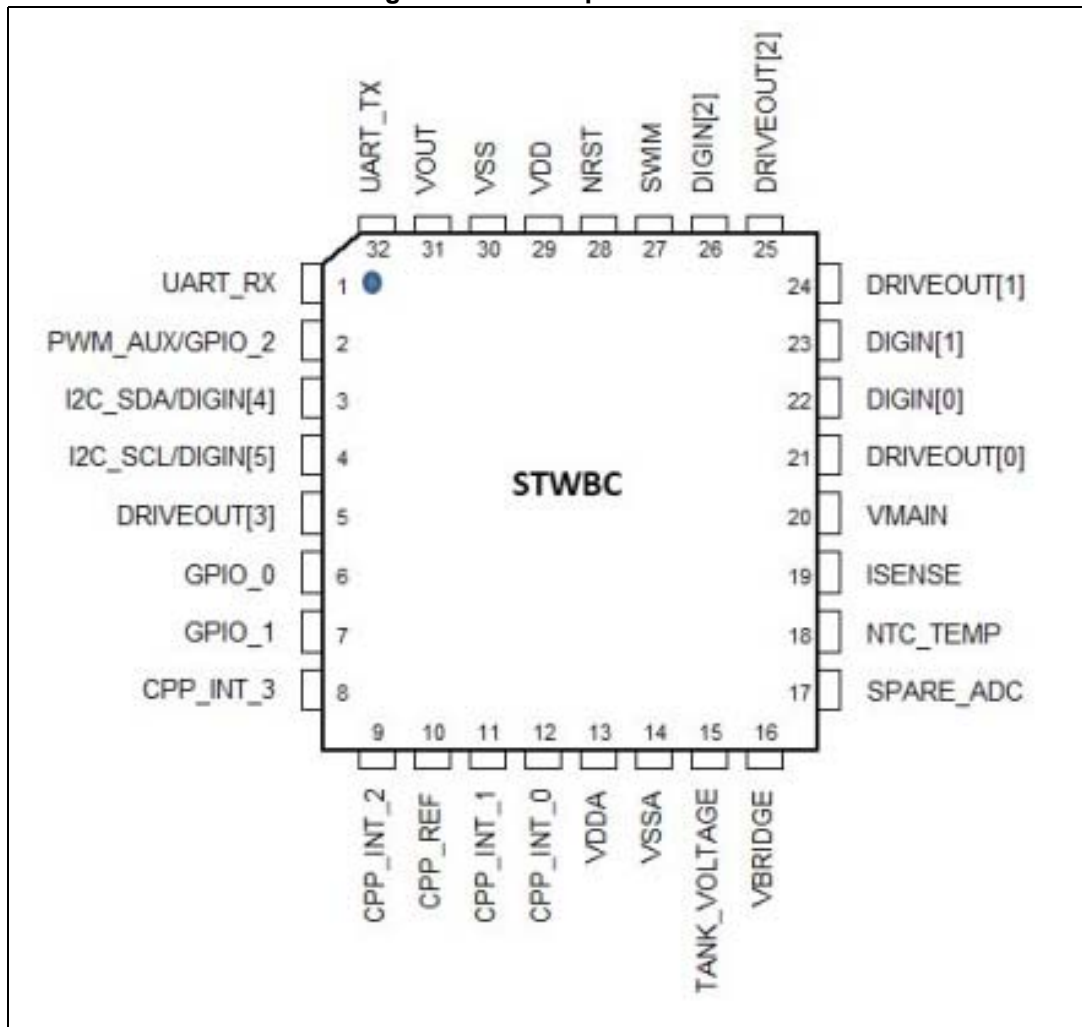 UART_TX
VOUT
VSS
VDD
NRST
SWIM
DIGIN[2]
DRIVEOUT[2]
32 31 30 29 28 27 26 25
UART_RX 1
PWM_AUX/GPIO_2 2
I2C_SDA/DIGIN[4] 3
I2C_SCL/DIGIN[5] 4
DRIVEOUT[3] 5
GPIO_0 6
GPIO_1 7
CPP_INT_3 8
STWBC
24 DRIVEOUT[1]
23 DIGIN[1]
22 DIGIN[0]
21 DRIVEOUT[0]
20 VMAIN
19 ISENSE
18 NTC_TEMP
17 SPARE_ADC
9 10 11 12 13 14 15 16
CPP_INT_2
CPP_REF
CPP_INT_1
CPP_INT_0
VDDA
VSSA
TANK_VOLTAGE
VBRIDGE